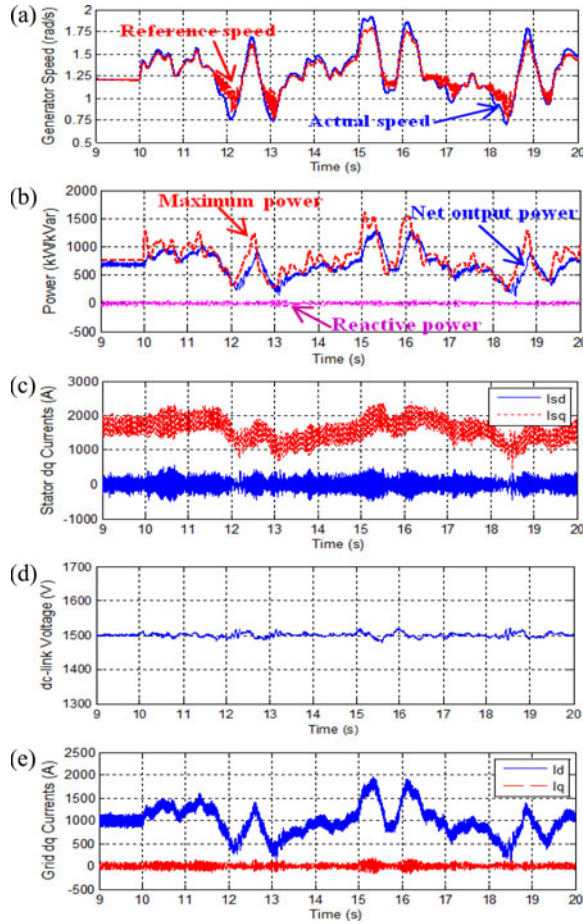 (a)
Generator Speed (rad/s)
2
1.75
1.5
1.25
1
0.75
0.5
Reference speed
Actual speed
9 10 11 12 13 14 15 16 17 18 19 20
Time (s)
(b)
Power (kW/kVar)
2000
1500
1000
500
0
-500
Maximum power
Net output power
Reactive power
9 10 11 12 13 14 15 16 17 18 19 20
Time (s)
(c)
Stator dq Currents (A)
3000
2000
1000
0
-1000
Isd
Isq
9 10 11 12 13 14 15 16 17 18 19 20
Time (s)
(d)
dc-link Voltage (V)
1700
1600
1500
1400
1300
9 10 11 12 13 14 15 16 17 18 19 20
Time (s)
(e)
Grid dq Currents (A)
2500
2000
1500
1000
500
0
-500
Id
Iq
9 10 11 12 13 14 15 16 17 18 19 20
Time (s)